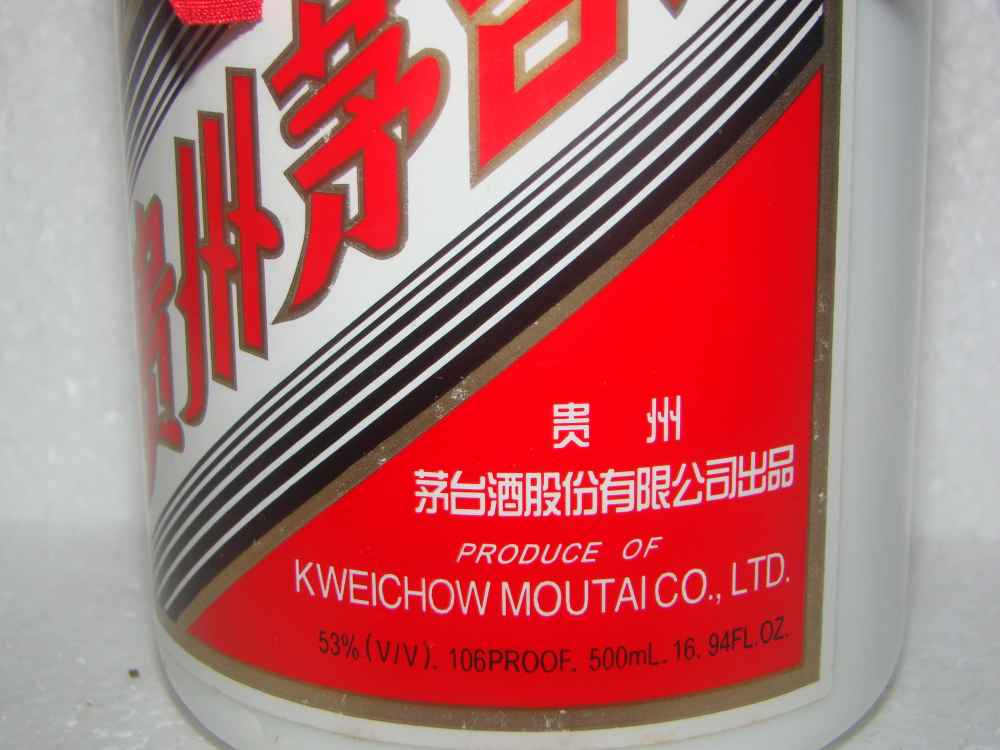 贵州茅台
贵 州
茅台酒股份有限公司出品
PRODUCE OF
KWEICHOW MOUTAI CO., LTD.
53% (V/V). 106PROOF. 500mL. 16. 94FL.OZ.